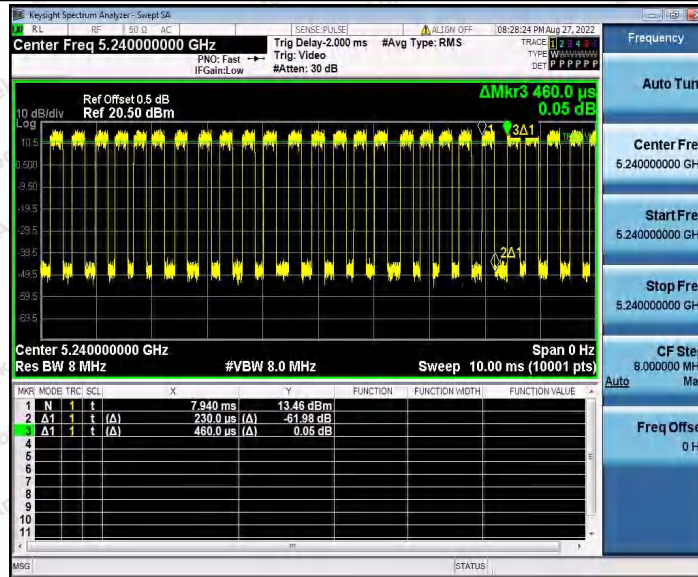 Keysight Spectrum Analyzer - Swept SA
RL RF 50 Ω AC SENSE:PULSE ALIGN OFF 08:28:24 PM Aug 27, 2022
Center Freq 5.240000000 GHz
PNO: Fast
IFGain:Low
Trig Delay-2.000 ms
Trig: Video
#Atten: 30 dB
#Avg Type: RMS
TRACE 1 2 3 4 5 6
TYPE W
DET P P P P P P
ΔMkr3 460.0 µs
0.05 dB
Ref Offset 0.5 dB
10 dB/div Ref 20.50 dBm
Log
10.5
0.500
-9.50
-19.5
-29.5
-39.5
-49.5
-59.5
-69.5
1
3Δ1
2Δ1
Center 5.240000000 GHz Span 0 Hz
Res BW 8 MHz #VBW 8.0 MHz Sweep 10.00 ms (10001 pts)
MKR MODE TRC SCL X Y FUNCTION FUNCTION WIDTH FUNCTION VALUE
1 N 1 t 7.940 ms 13.46 dBm
2 Δ1 1 t (Δ) 230.0 µs (Δ) -61.98 dB
3 Δ1 1 t (Δ) 460.0 µs (Δ) 0.05 dB
4
5
6
7
8
9
10
11
MSG STATUS
Frequency
Auto Tun
Center Fre
5.240000000 GH
Start Fre
5.240000000 GH
Stop Fre
5.240000000 GH
CF Ste
8.000000 MH
Auto Ma
Freq Offse
0 H